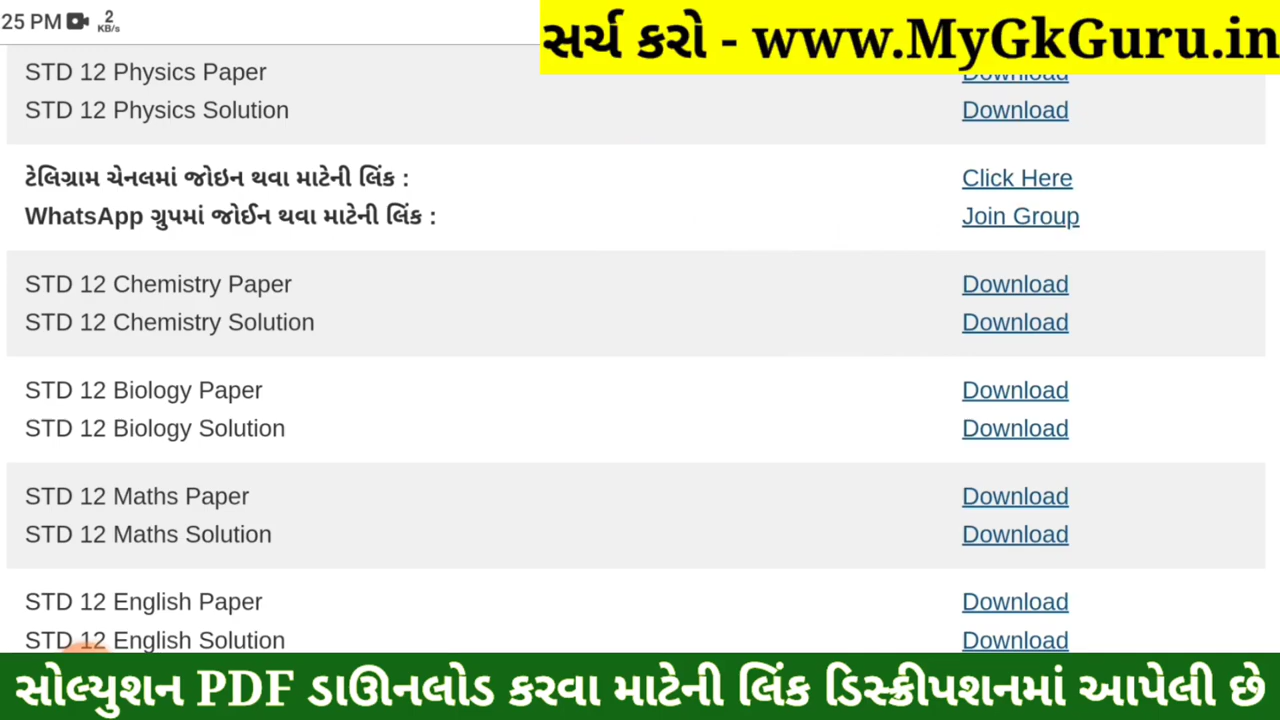 25 PM 2 KB/s
સર્ચ કરો - www.MyGkGuru.in
STD 12 Physics Paper Download
STD 12 Physics Solution Download
ટેલિગ્રામ ચેનલમાં જોઇન થવા માટેની લિંક : Click Here
WhatsApp ગ્રુપમાં જોઈન થવા માટેની લિંક : Join Group
STD 12 Chemistry Paper Download
STD 12 Chemistry Solution Download
STD 12 Biology Paper Download
STD 12 Biology Solution Download
STD 12 Maths Paper Download
STD 12 Maths Solution Download
STD 12 English Paper Download
STD 12 English Solution Download
સોલ્યુશન PDF ડાઊનલોડ કરવા માટેની લિંક ડિસ્ક્રીપશનમાં આપેલી છે